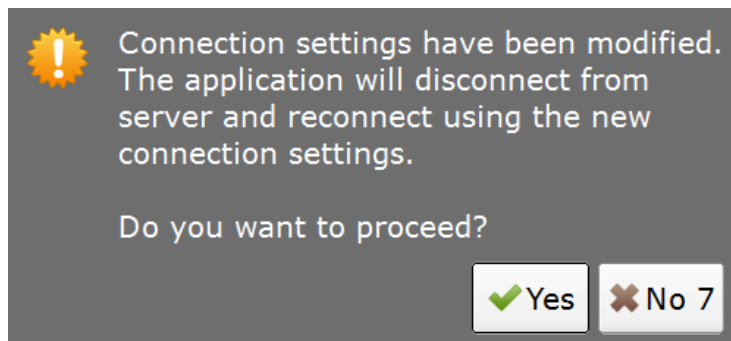 Connection settings have been modified.
The application will disconnect from
server and reconnect using the new
connection settings.
Do you want to proceed?
Yes No 7